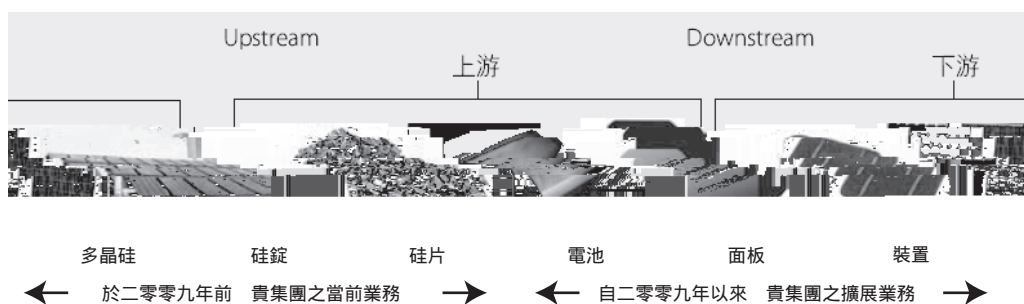 Upstream Downstream
上游 下游
多晶硅 硅錠 硅片 電池 面板 裝置
於二零零九年前 貴集團之當前業務 自二零零九年以來 貴集團之擴展業務